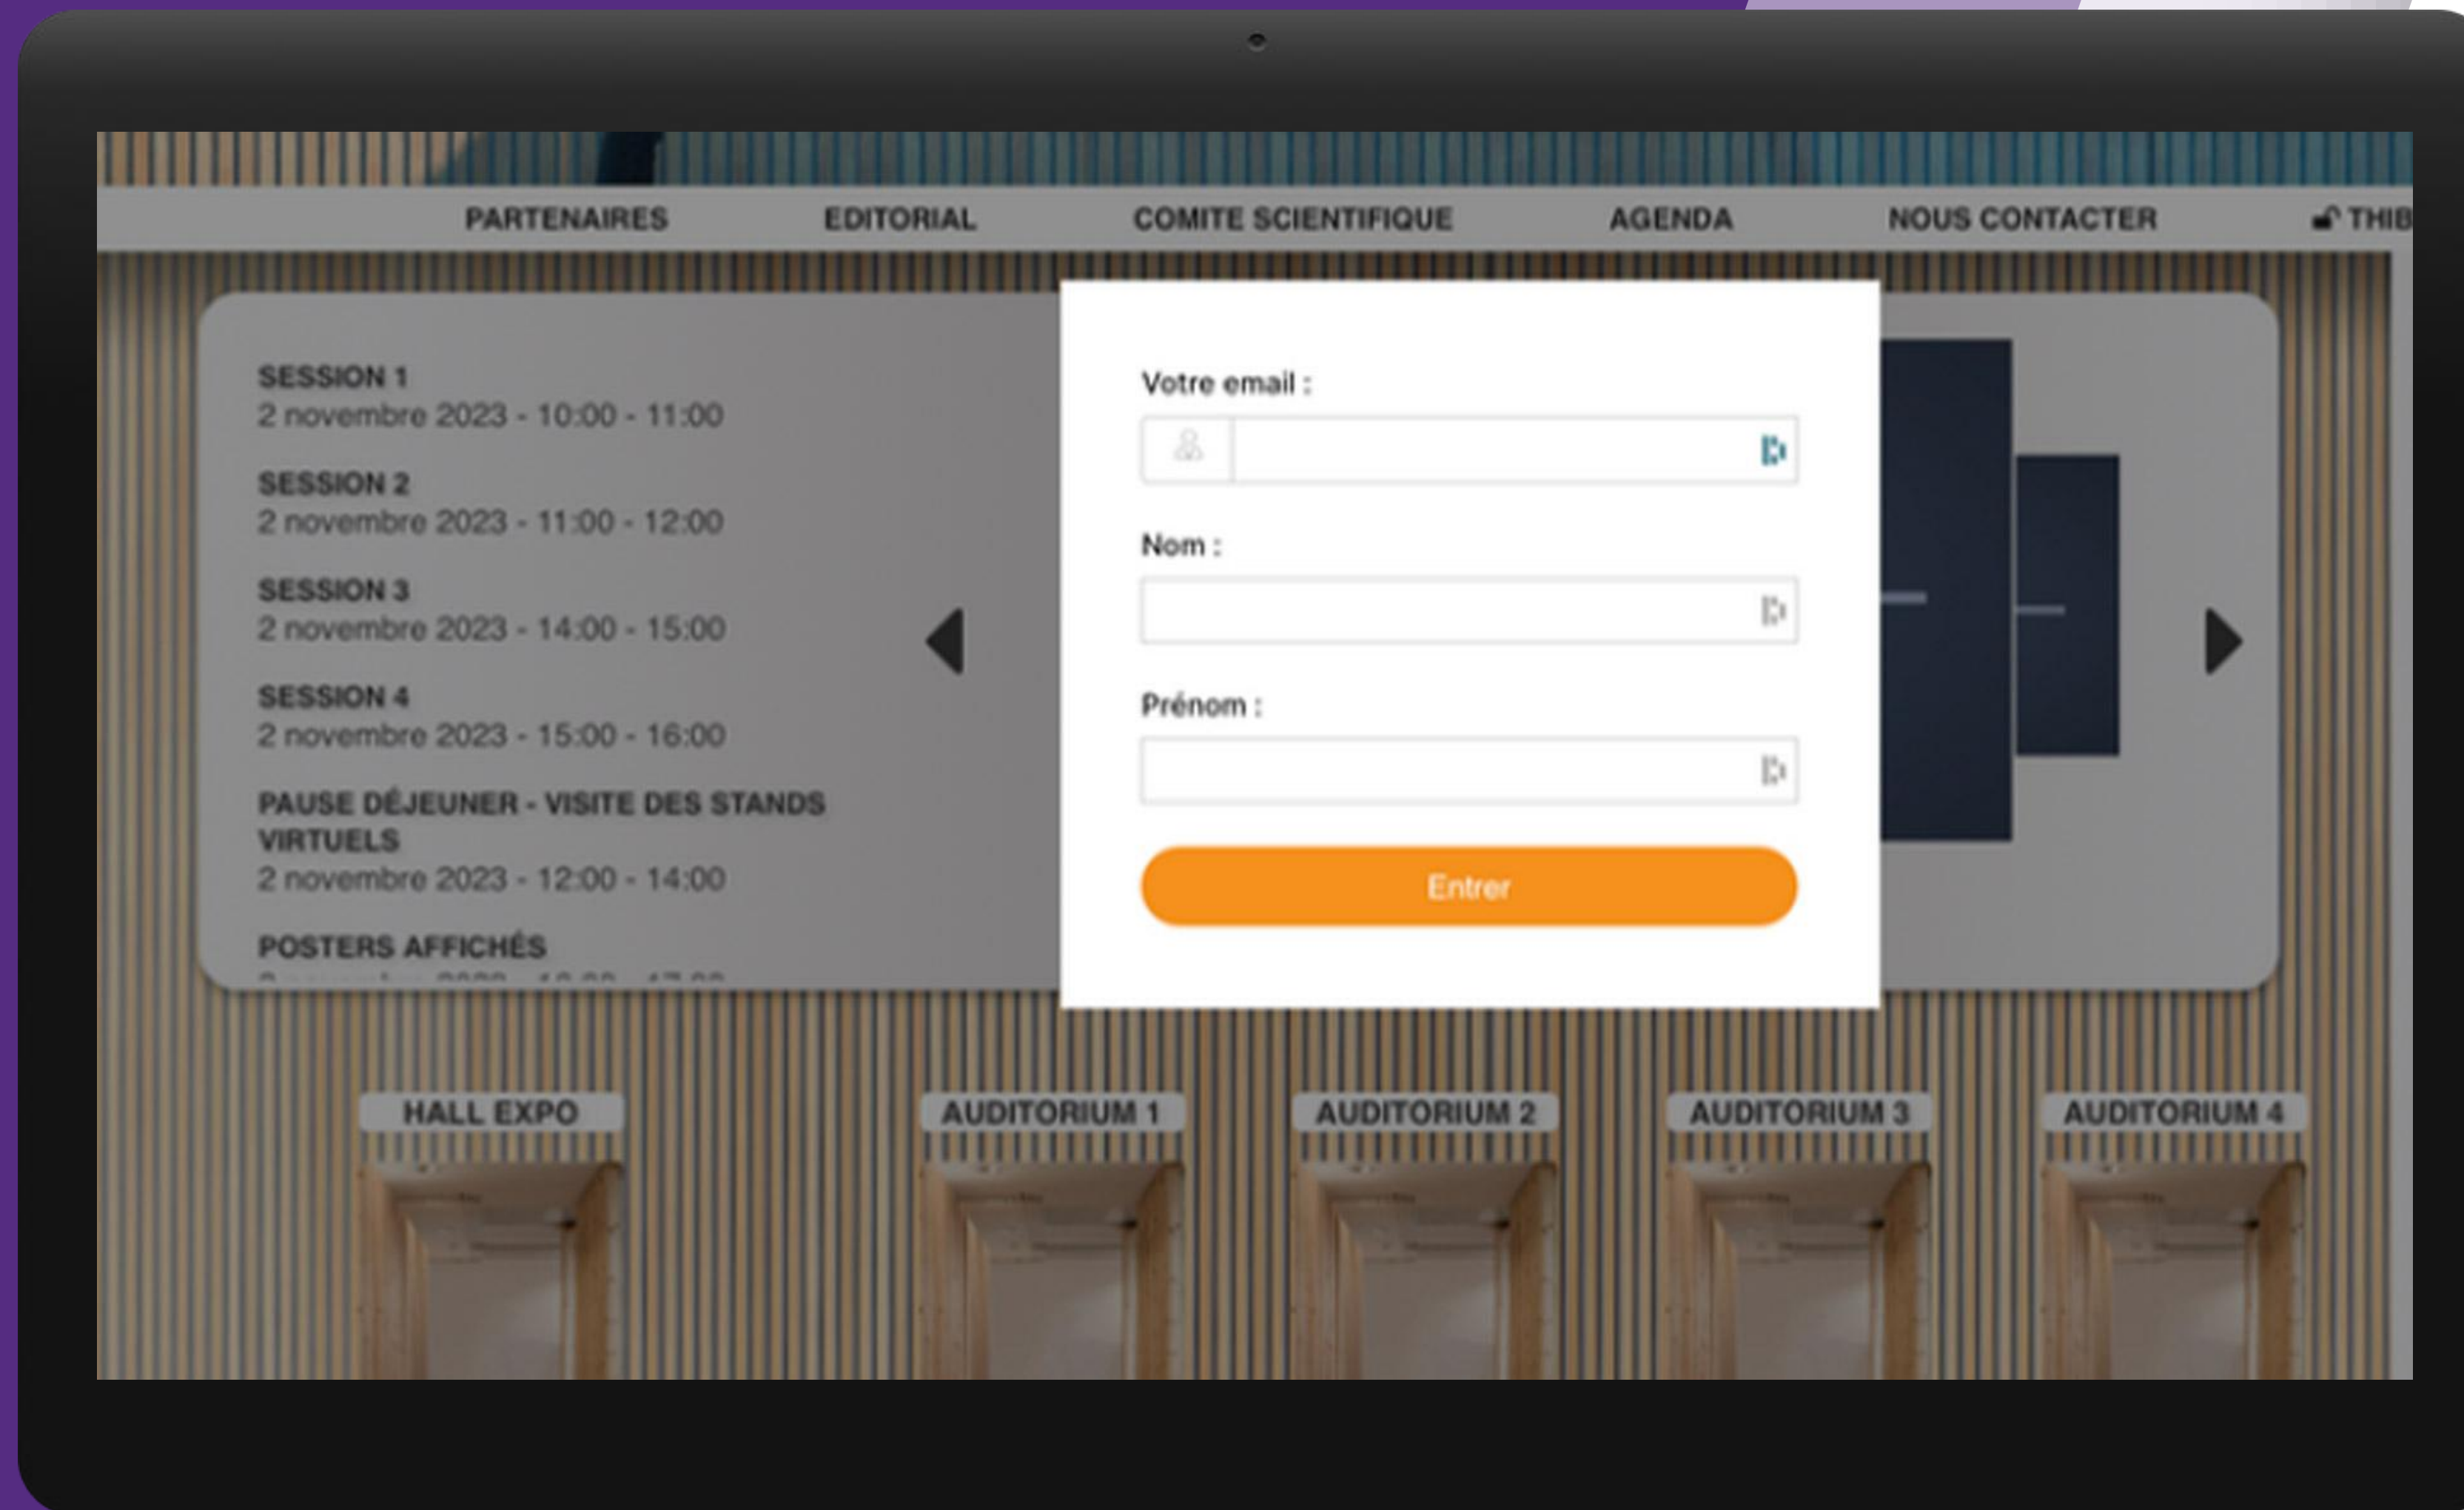 PARTENAIRES EDITORIAL COMITE SCIENTIFIQUE AGENDA NOUS CONTACTER THIB
SESSION 1
2 novembre 2023 - 10:00 - 11:00
SESSION 2
2 novembre 2023 - 11:00 - 12:00
SESSION 3
2 novembre 2023 - 14:00 - 15:00
SESSION 4
2 novembre 2023 - 15:00 - 16:00
PAUSE DÉJEUNER - VISITE DES STANDS
VIRTUELS
2 novembre 2023 - 12:00 - 14:00
POSTERS AFFICHÉS
Votre email :
Nom :
Prénom :
Entrer
HALL EXPO
AUDITORIUM 1
AUDITORIUM 2
AUDITORIUM 3
AUDITORIUM 4